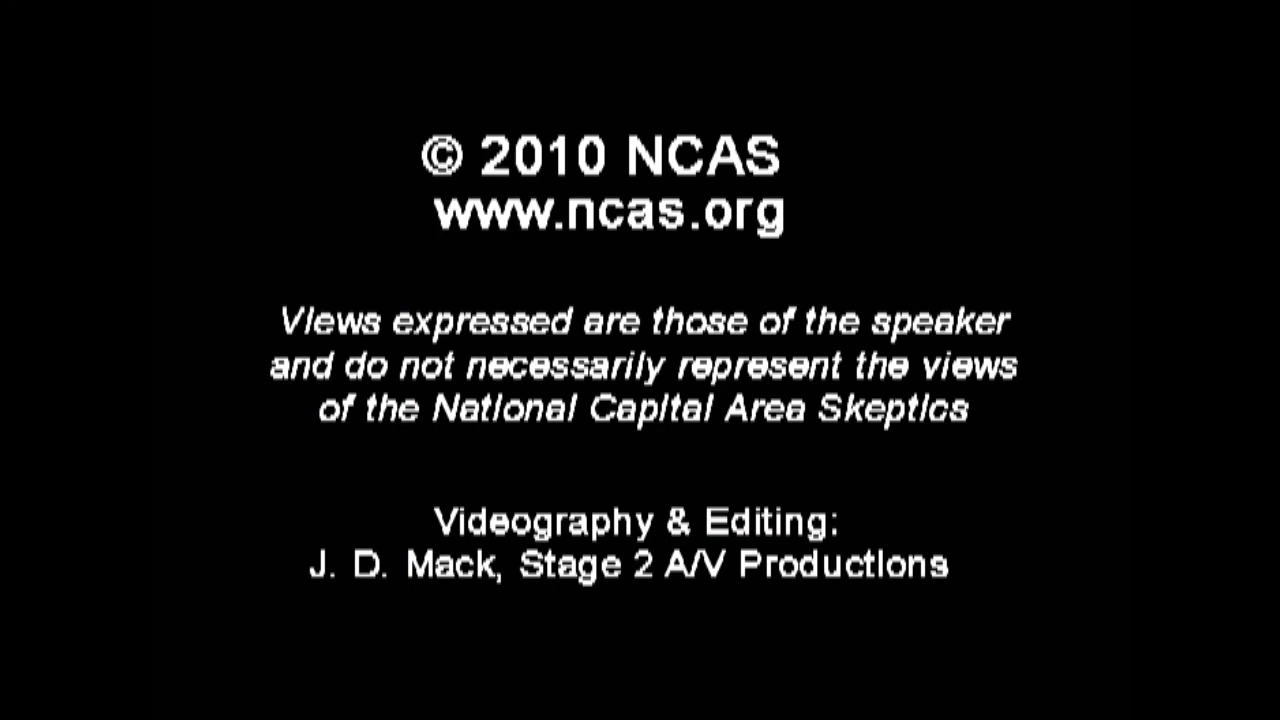 © 2010 NCAS
www.ncas.org
Views expressed are those of the speaker
and do not necessarily represent the views
of the National Capital Area Skeptics
Videography & Editing:
J. D. Mack, Stage 2 A/V Productions